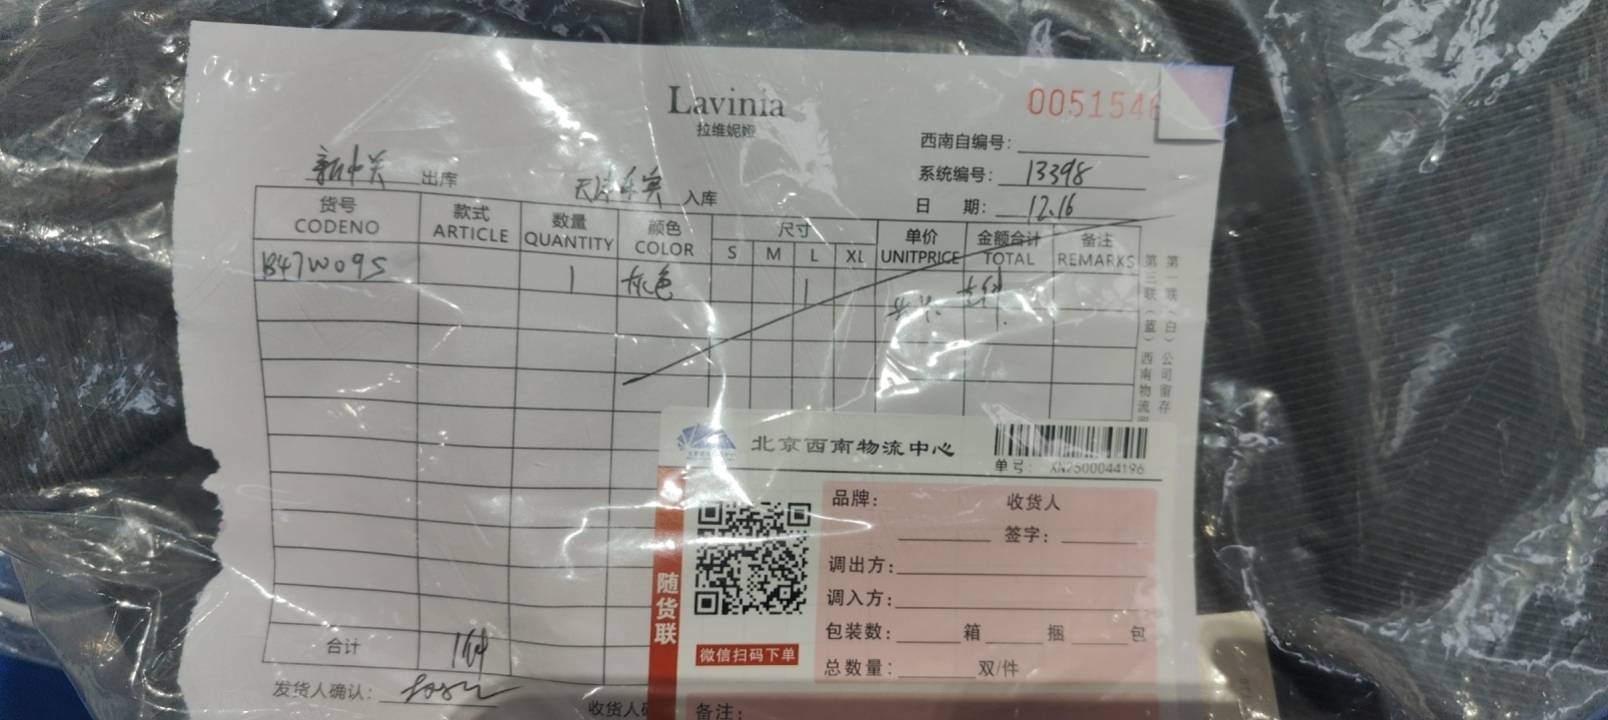 Lavinia
拉维妮娅
0051546
西南自编号:
系统编号: 13398
日 期: 12.16
新中关 出库 入库
货号 款式 数量 颜色 尺寸 单价 金额合计 备注
CODENO ARTICLE QUANTITY COLOR S M L XL UNITPRICE TOTAL REMARKS
B47W095 1 灰色 1
第一联(白)公司留存
第三联(蓝)西南物流
合计 1件
发货人确认:
收货人
北京西南物流中心
单号: XN2500044196
随货联
微信扫码下单
品牌: 收货人
签字:
调出方:
调入方:
包装数: 箱 捆 包
总数量: 双/件
备注: